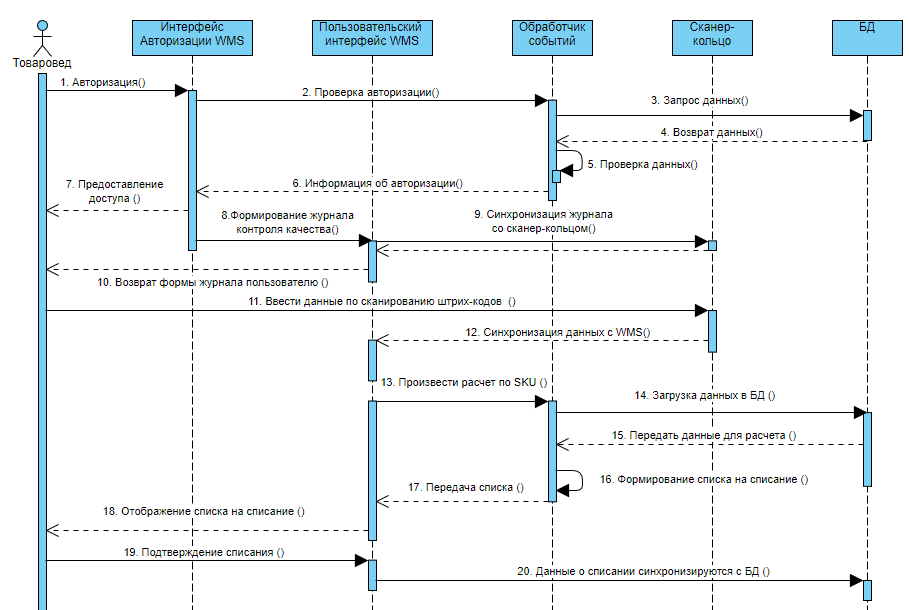 Интерфейс
Авторизации WMS
Пользовательский
интерфейс WMS
Обработчик
событий
Сканер-
кольцо
БД
Товаровед
1. Авторизация()
2. Проверка авторизации()
3. Запрос данных()
4. Возврат данных()
5. Проверка данных()
6. Информация об авторизации()
7. Предоставление
доступа ()
8.Формирование журнала
контроля качества()
9. Синхронизация журнала
со сканер-кольцом()
10. Возврат формы журнала пользователю ()
11. Ввести данные по сканированию штрих-кодов ()
12. Синхронизация данных с WMS()
13. Произвести расчет по SKU ()
14. Загрузка данных в БД ()
15. Передать данные для расчета ()
16. Формирование списка на списание ()
17. Передача списка ()
18. Отображение списка на списание ()
19. Подтверждение списания ()
20. Данные о списании синхронизируются с БД ()